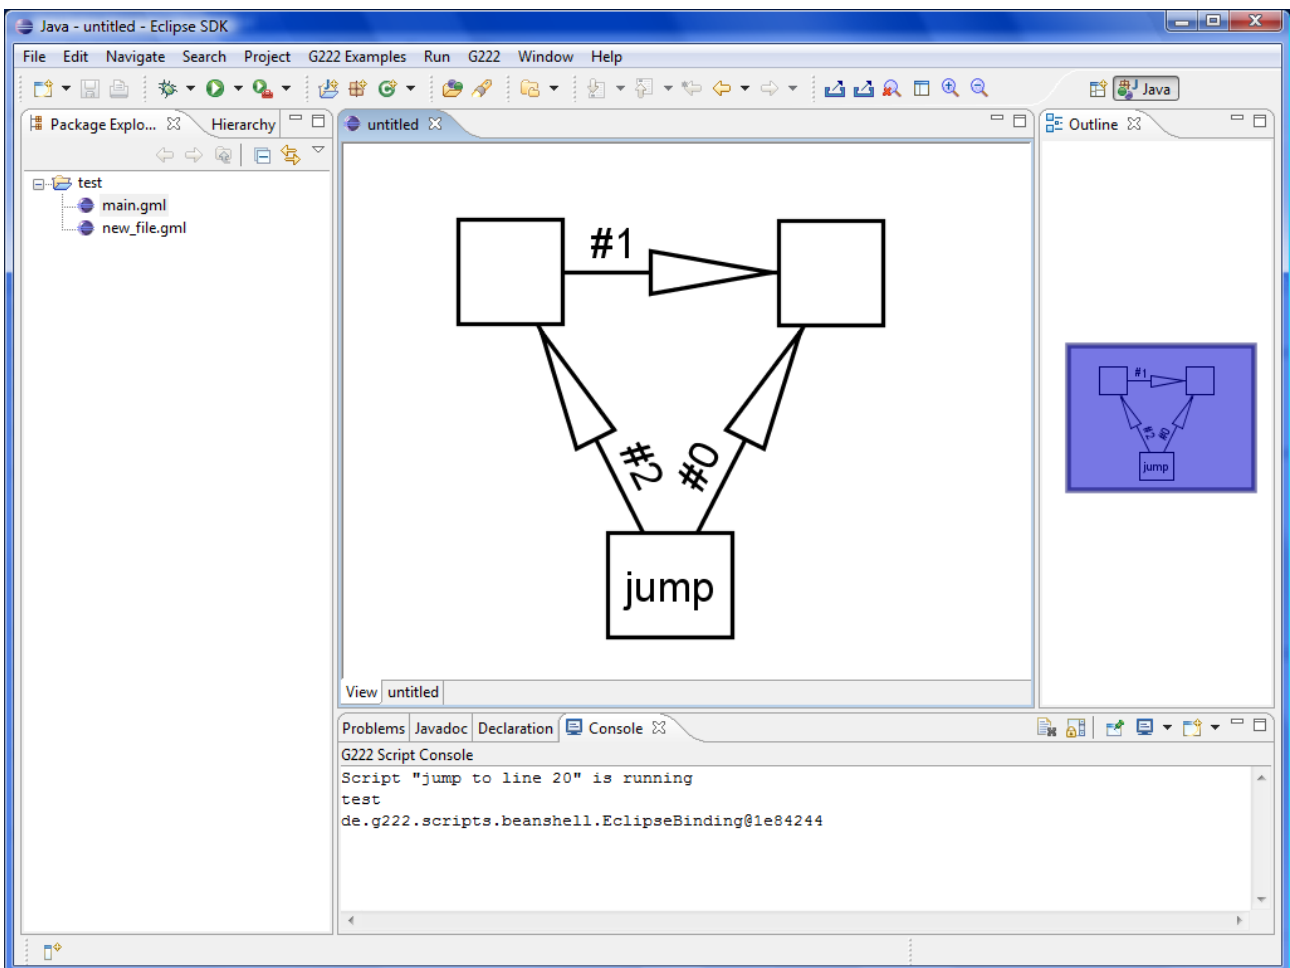 Java - untitled - Eclipse SDK
File Edit Navigate Search Project G222 Examples Run G222 Window Help
Java
Package Explo... Hierarchy
untitled
Outline
test
main.gml
new_file.gml
#1
#2 #0
jump
#1
#2 #0
jump
View untitled
Problems Javadoc Declaration Console
G222 Script Console
Script "jump to line 20" is running
test
de.g222.scripts.beanshell.EclipseBinding@1e84244